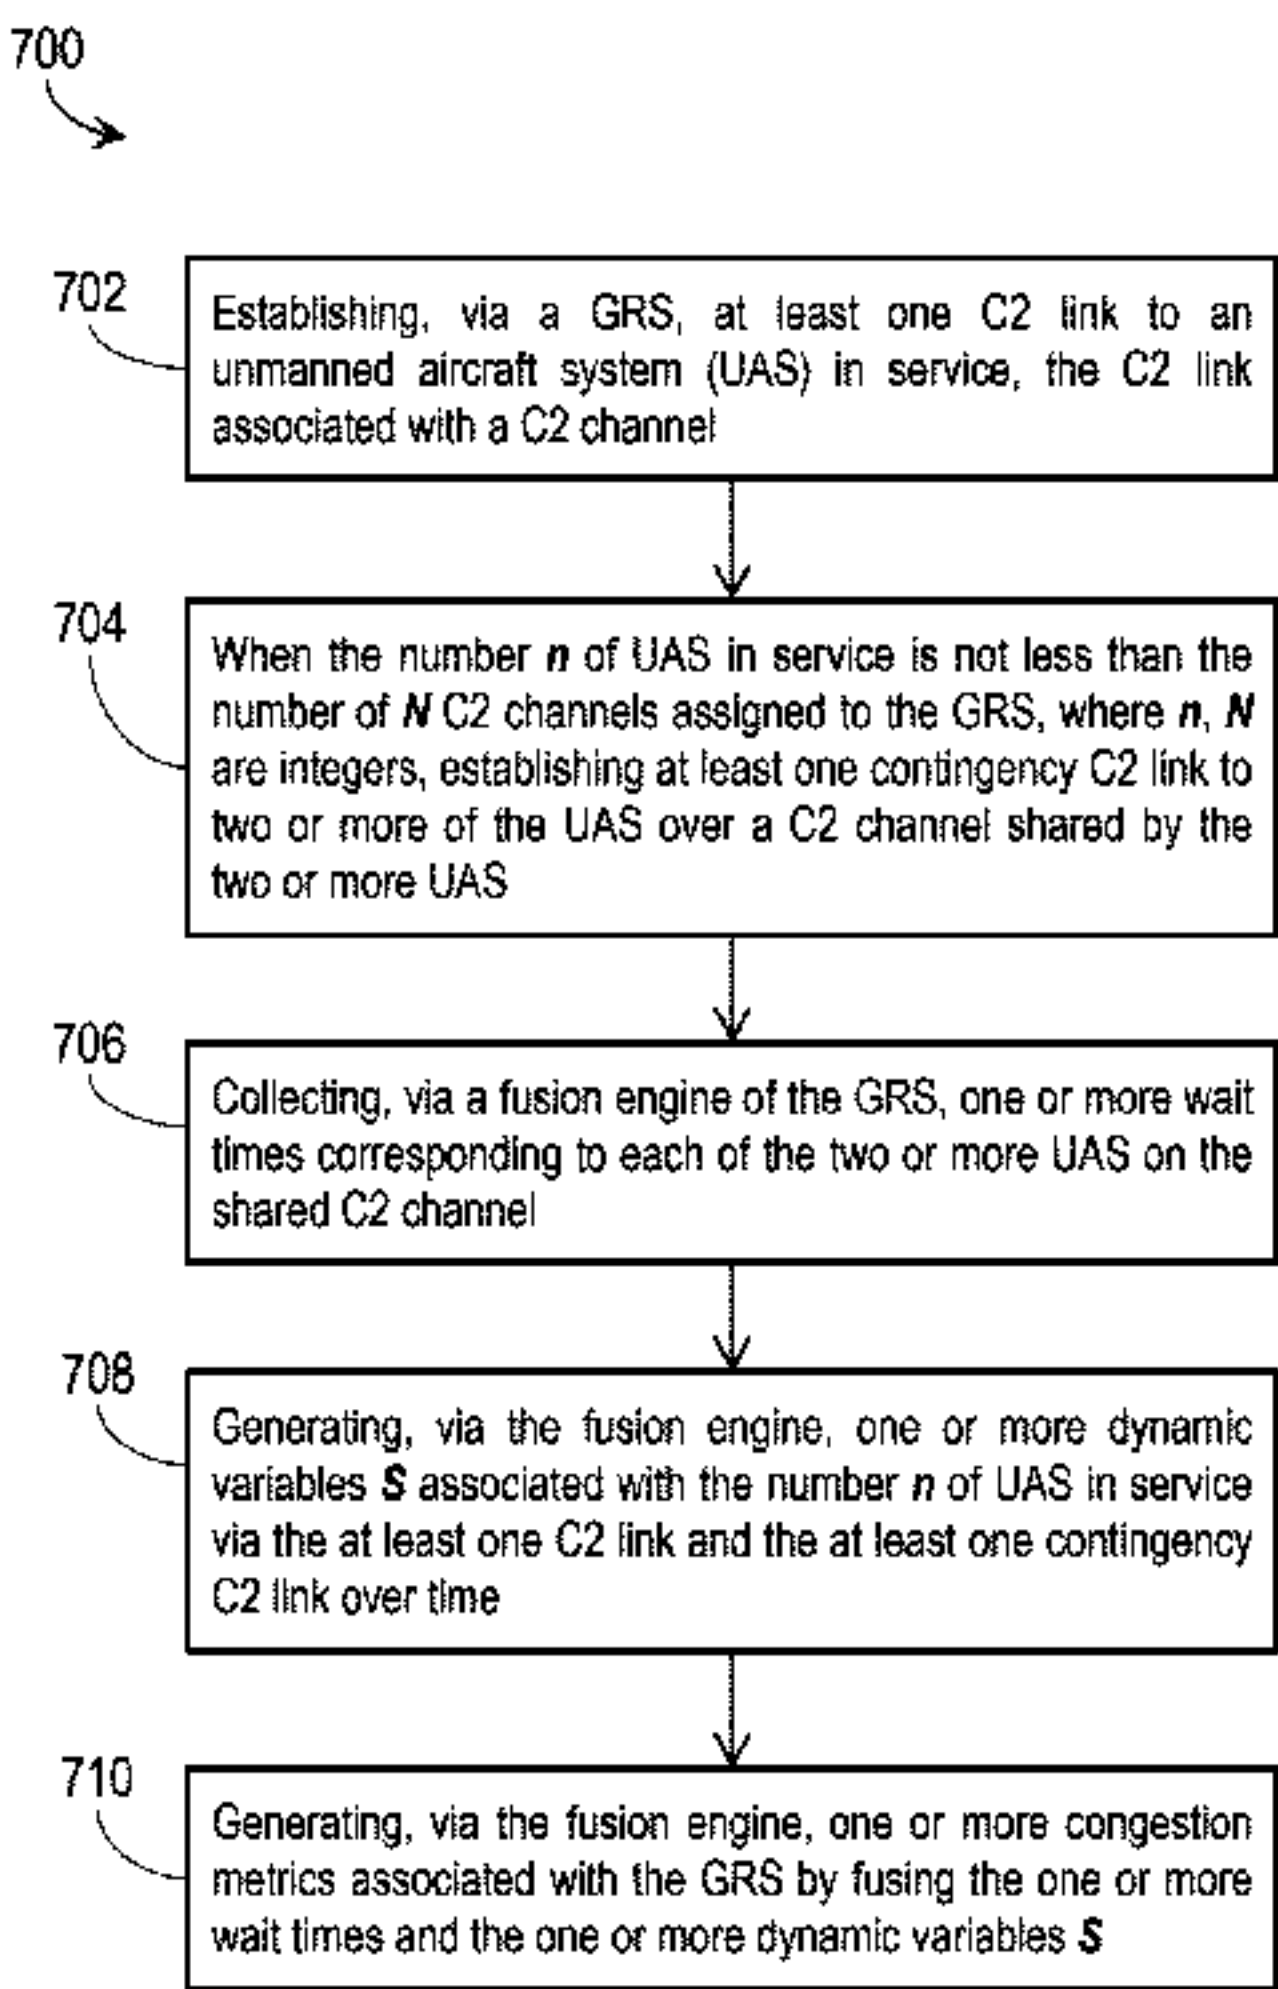 700
702
Establishing, via a GRS, at least one C2 link to an
unmanned aircraft system (UAS) in service, the C2 link
associated with a C2 channel
704
When the number n of UAS in service is not less than the
number of N C2 channels assigned to the GRS, where n, N
are integers, establishing at least one contingency C2 link to
two or more of the UAS over a C2 channel shared by the
two or more UAS
706
Collecting, via a fusion engine of the GRS, one or more wait
times corresponding to each of the two or more UAS on the
shared C2 channel
708
Generating, via the fusion engine, one or more dynamic
variables S associated with the number n of UAS in service
via the at least one C2 link and the at least one contingency
C2 link over time
710
Generating, via the fusion engine, one or more congestion
metrics associated with the GRS by fusing the one or more
wait times and the one or more dynamic variables S